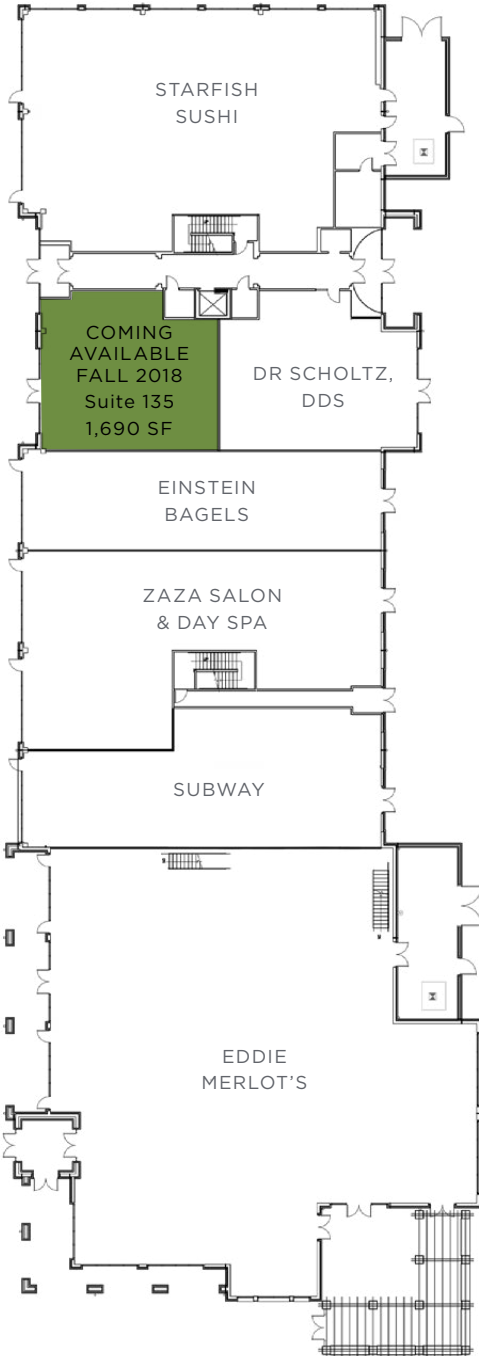 STARFISH
SUSHI
COMING
AVAILABLE
FALL 2018
Suite 135
1,690 SF
DR SCHOLTZ,
DDS
EINSTEIN
BAGELS
ZAZA SALON
& DAY SPA
SUBWAY
EDDIE
MERLOT'S